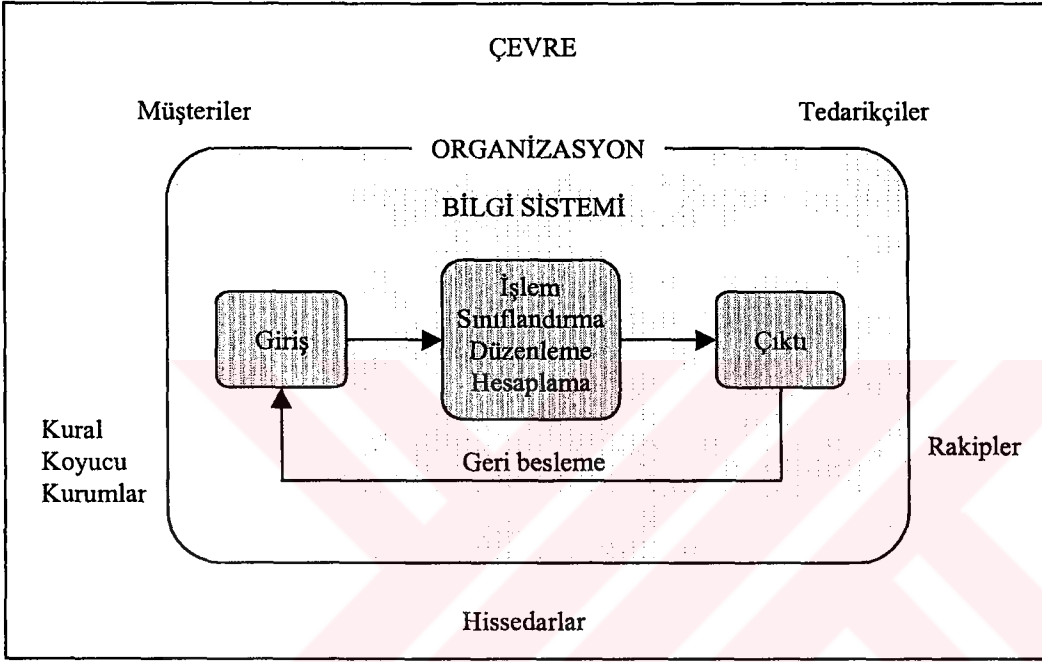 ÇEVRE
Müşteriler
Tedarikçiler
ORGANİZASYON
BİLGİ SİSTEMİ
Giriş
İşlem
Sınıflandırma
Düzenleme
Hesaplama
Çıktı
Geri besleme
Kural
Koyucu
Kurumlar
Rakipler
Hissedarlar